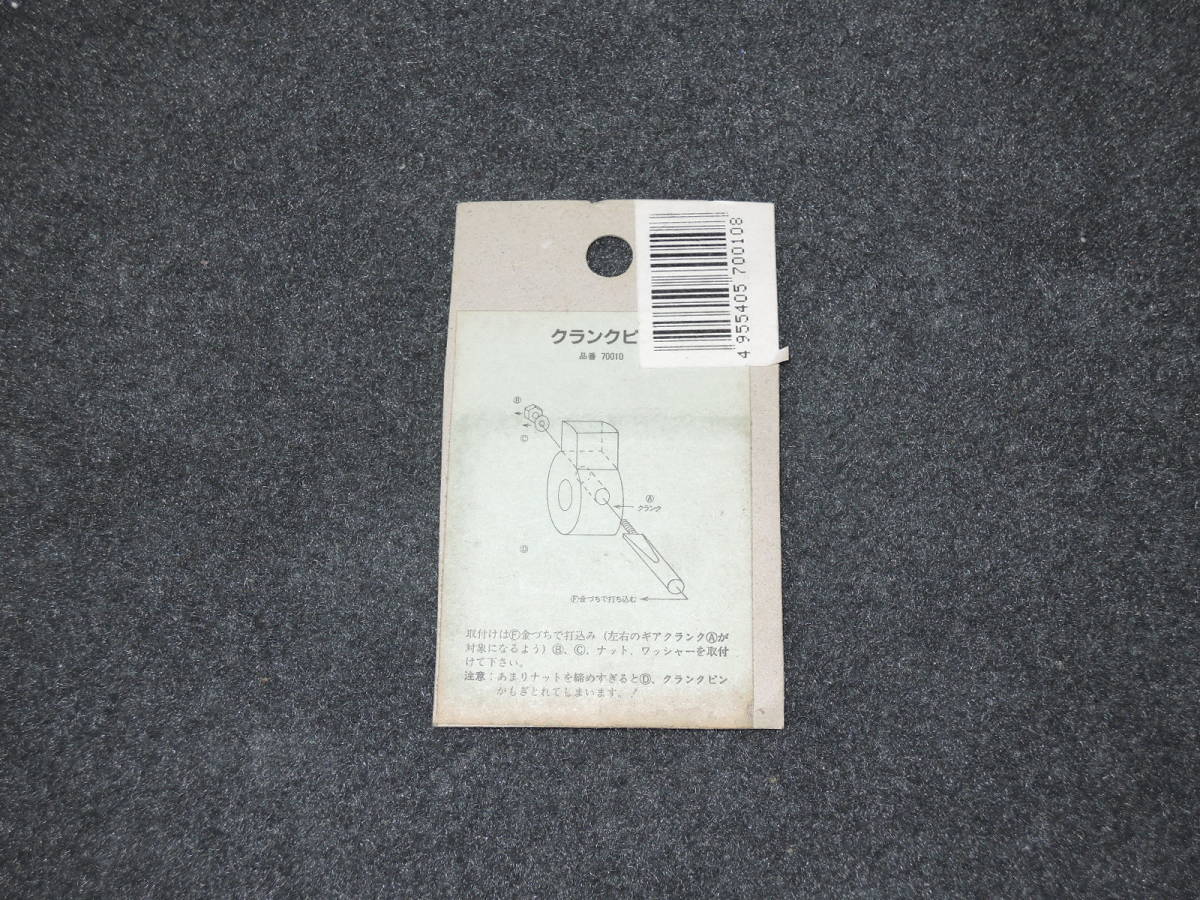 4 955405 700108
クランクピ
品番 70010
Ⓑ
Ⓒ
Ⓐ
クランク
Ⓓ
Ⓕ金づちで打ち込む
取付けはⒻ金づちで打込み (左右のギアクランクⒶが
対象になるよう) Ⓑ、Ⓒ、ナット、ワッシャーを取付
けて下さい。
注意：あまりナットを締めすぎるとⒹ、クランクピン
がもぎとれてしまいます。!